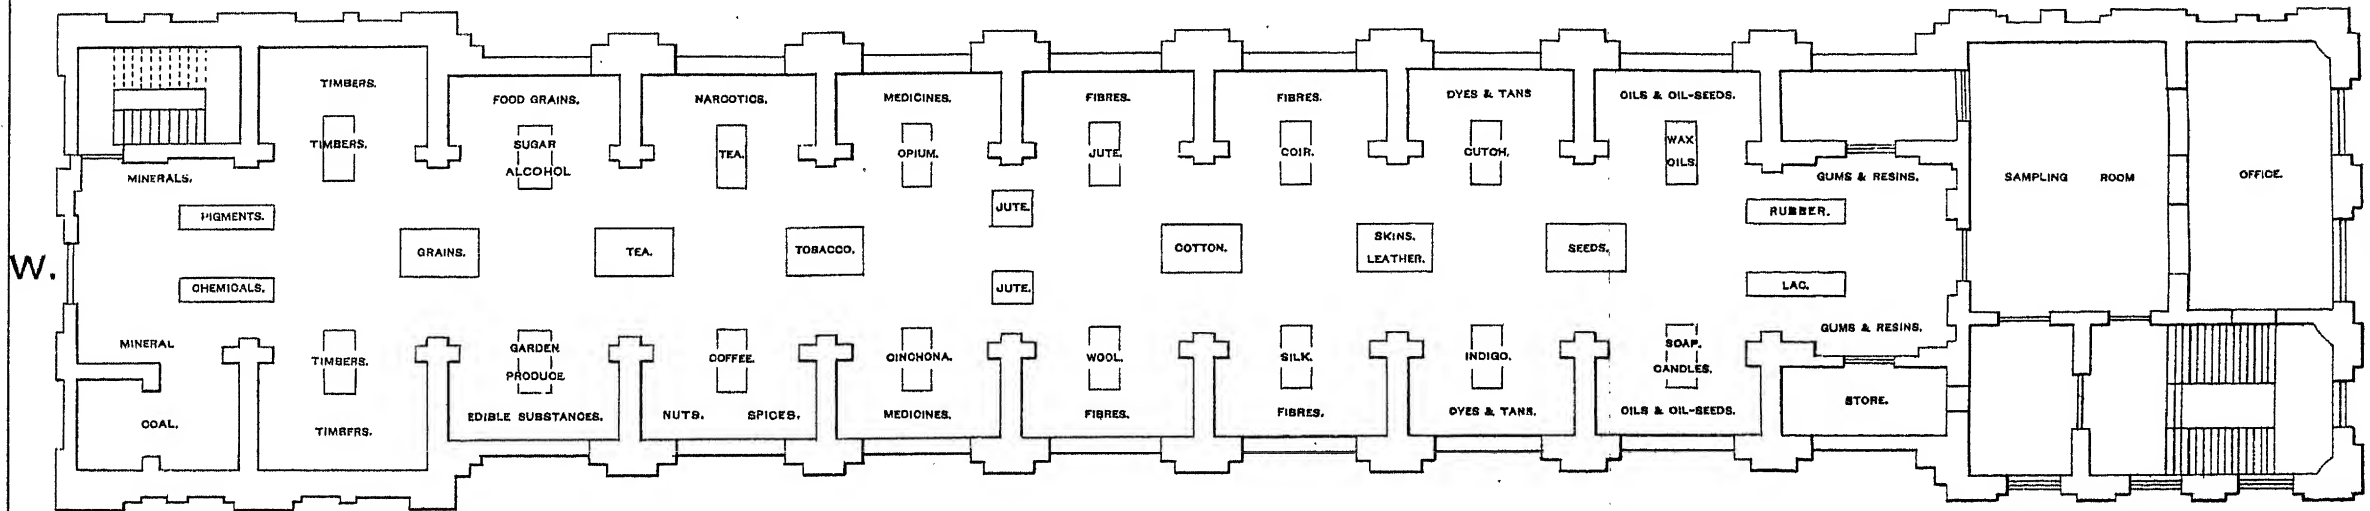 TIMBERS.
FOOD GRAINS.
NARCOTICS.
MEDICINES.
FIBRES.
FIBRES.
DYES & TANS
OILS & OIL-SEEDS.
TIMBERS.
SUGAR
ALCOHOL
TEA.
OPIUM.
JUTE.
COIR.
CUTCH.
WAX
OILS.
MINERALS.
GUMS & RESINS.
SAMPLING ROOM
OFFICE.
PIGMENTS.
JUTE.
RUBBER.
W.
GRAINS.
TEA.
TOBACCO.
COTTON.
SKINS.
LEATHER.
SEEDS.
CHEMICALS.
JUTE.
LAC.
MINERAL
GUMS & RESINS.
TIMBERS.
GARDEN
PRODUCE
COFFEE.
CINCHONA.
WOOL.
SILK.
INDIGO.
SOAP.
CANDLES.
COAL.
TIMBERS.
EDIBLE SUBSTANCES.
NUTS. SPICES.
MEDICINES.
FIBRES.
FIBRES.
DYES & TANS.
OILS & OIL-SEEDS.
STORE.